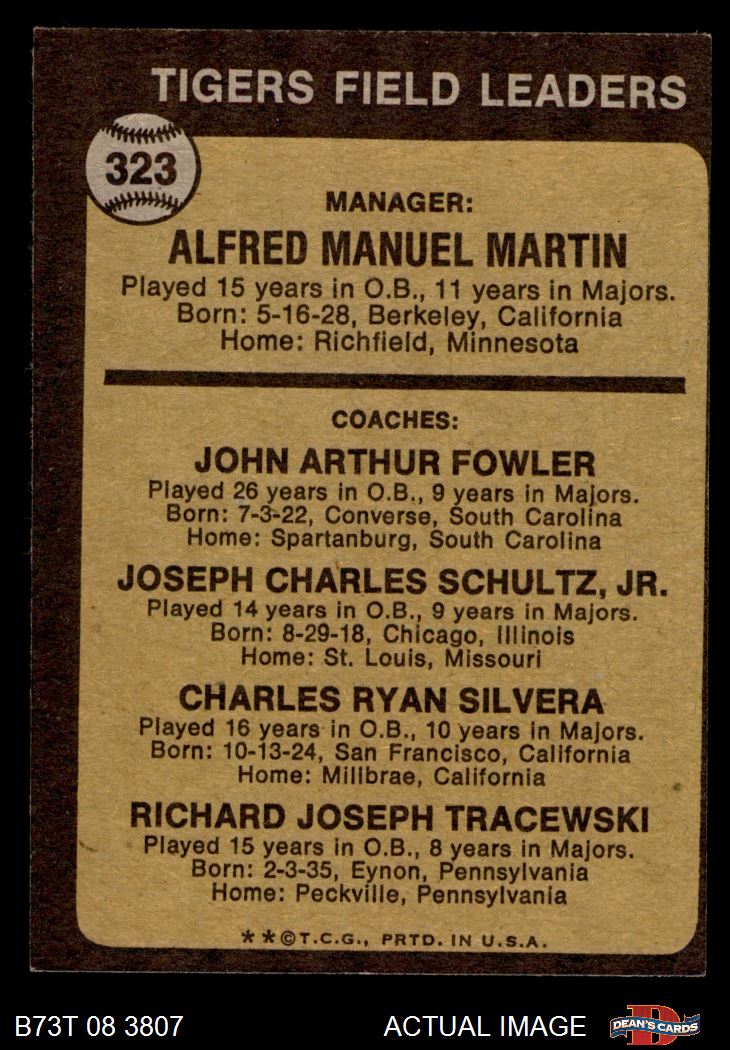 TIGERS FIELD LEADERS
323
MANAGER:
ALFRED MANUEL MARTIN
Played 15 years in O.B., 11 years in Majors.
Born: 5-16-28, Berkeley, California
Home: Richfield, Minnesota
COACHES:
JOHN ARTHUR FOWLER
Played 26 years in O.B., 9 years in Majors.
Born: 7-3-22, Converse, South Carolina
Home: Spartanburg, South Carolina
JOSEPH CHARLES SCHULTZ, JR.
Played 14 years in O.B., 9 years in Majors.
Born: 8-29-18, Chicago, Illinois
Home: St. Louis, Missouri
CHARLES RYAN SILVERA
Played 16 years in O.B., 10 years in Majors.
Born: 10-13-24, San Francisco, California
Home: Millbrae, California
RICHARD JOSEPH TRACEWSKI
Played 15 years in O.B., 8 years in Majors.
Born: 2-3-35, Eynon, Pennsylvania
Home: Peckville, Pennsylvania
**©T.C.G., PRTD. IN U.S.A.
B73T 08 3807 ACTUAL IMAGE
D
DEAN'S CARDS